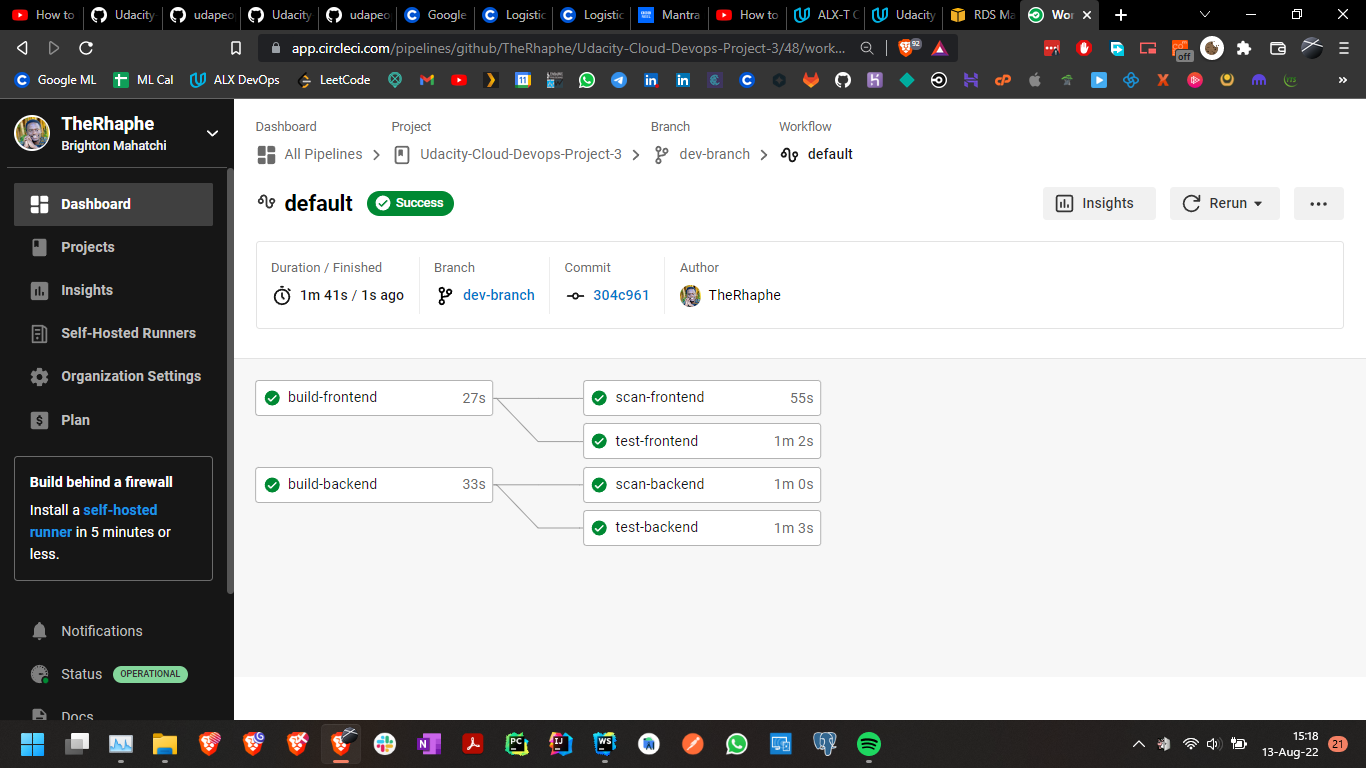 How to
Udacity-
udapeo
Udacity
udapeo
Google
Logistic
Logistic
Mantra
How to
ALX-T C
Udacity
RDS Ma
Wor
app.circleci.com/pipelines/github/TheRhaphe/Udacity-Cloud-Devops-Project-3/48/work...
92
off
Google ML
ML Cal
ALX DevOps
LeetCode
»
TheRhaphe
Brighton Mahatchi
Dashboard
Projects
Insights
Self-Hosted Runners
Organization Settings
Plan
Build behind a firewall
Install a self-hosted
runner in 5 minutes or
less.
Notifications
Status OPERATIONAL
Docs
Dashboard
All Pipelines
Project
Udacity-Cloud-Devops-Project-3
Branch
dev-branch
Workflow
default
default
Success
Insights
Rerun
Duration / Finished
1m 41s / 1s ago
Branch
dev-branch
Commit
304c961
Author
TheRhaphe
build-frontend 27s
scan-frontend 55s
test-frontend 1m 2s
build-backend 33s
scan-backend 1m 0s
test-backend 1m 3s
15:18
13-Aug-22
21